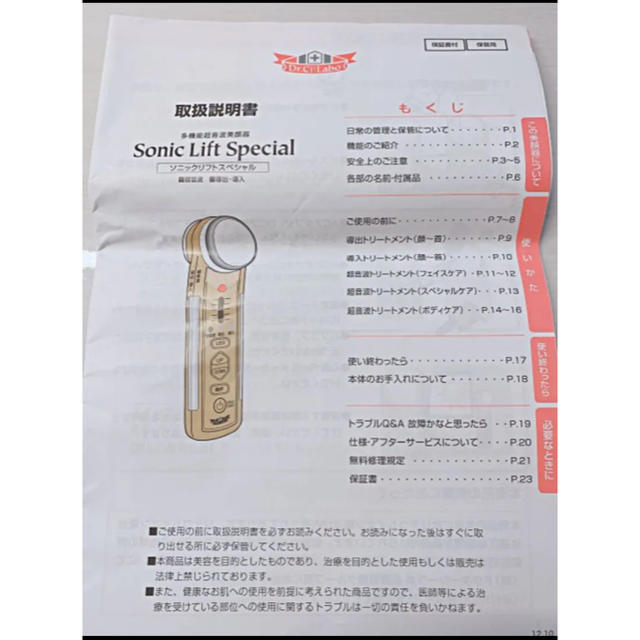 Dr.Ci:Labo
保証書付
保管用
取扱説明書
多機能超音波美顔器
Sonic Lift Special
ソニックリフトスペシャル
もくじ
日常の管理と保管について・・・・・・・P.1
機能のご紹介・・・・・・・・・・・・・P.2
安全上のご注意・・・・・・・・・・・P.3~5
各部の名前・付属品・・・・・・・・・・P.6
この美顔器について
ご使用の前に・・・・・・・・・・・・P.7~8
導出トリートメント(顔~首)・・・・・・P.9
導入トリートメント(顔~首)・・・・・・P.10
超音波トリートメント(フェイスケア)・P.11~12
超音波トリートメント(スペシャルケア)・・・P.13
超音波トリートメント(ボディケア)・・P.14~16
使いかた
使い終わったら・・・・・・・・・・・・P.17
本体のお手入れについて・・・・・・・・P.18
使い終わったら
トラブルQ&A 故障かなと思ったら・・P.19
仕様・アフターサービスについて・・・・P.20
無料修理規定・・・・・・・・・・・・・P.21
保証書・・・・・・・・・・・・・・・・P.23
必要なときに
■ご使用の前に取扱説明書を必ずお読みください。お読みになった後はすぐに取
り出せる所に必ず保管してください。
■本商品は美容を目的としたものであり、治療を目的とした使用もしくは販売は
法律上禁じられております。
■また、健康なお肌への使用を前提に考えられた商品ですので、医師等による治
療を受けている部位への使用に関するトラブルは一切の責任を負いかねます。
12.10